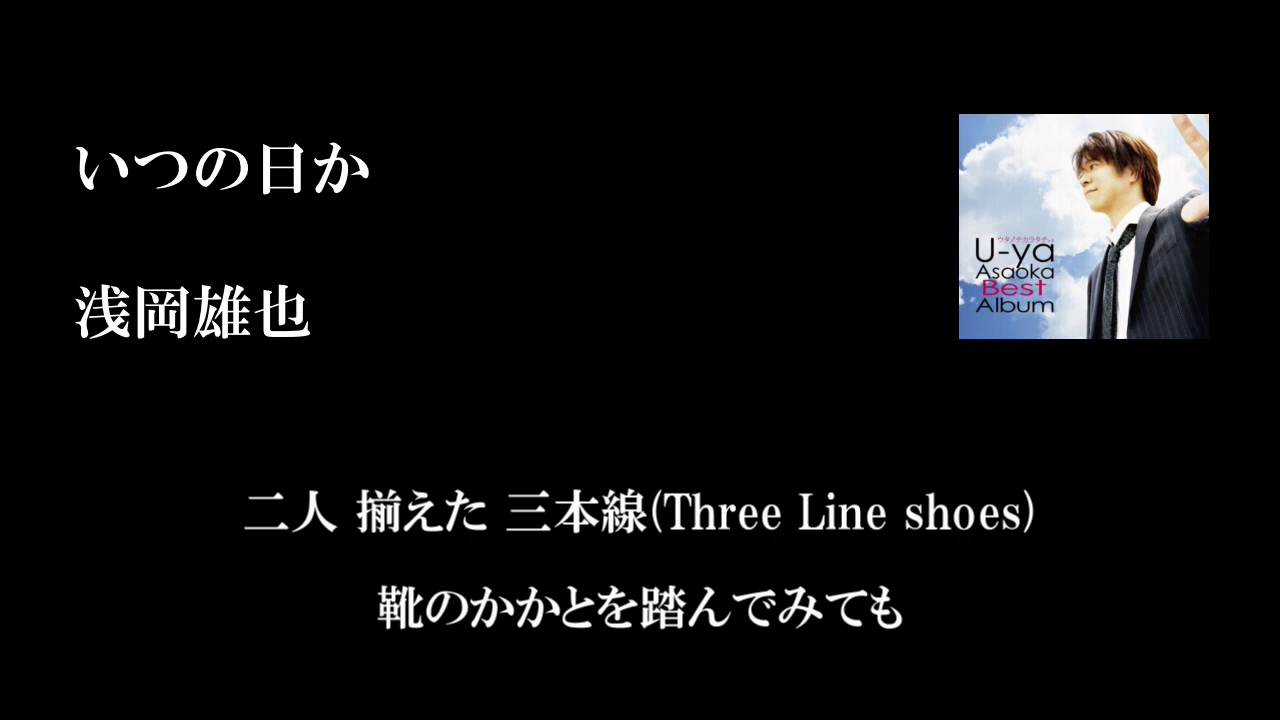 いつの日か
浅岡雄也
ウタノチカラタチ
U-ya
Asaoka
Best
Album
二人 揃えた 三本線(Three Line shoes)
靴のかかとを踏んでみても